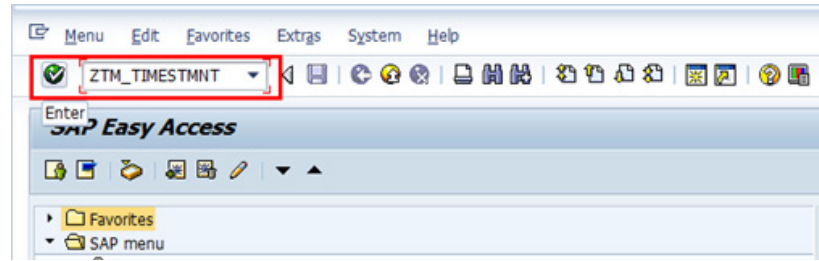 Menu Edit Favorites Extras System Help
ZTM_TIMESTMNT
Enter
SAP Easy Access
Favorites
SAP menu